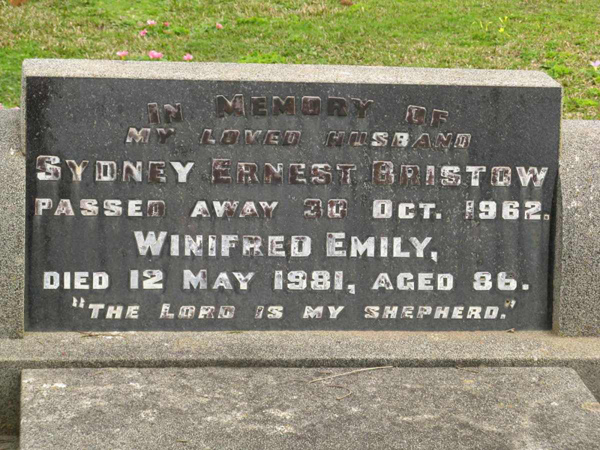 IN MEMORY OF
MY LOVED HUSBAND
SYDNEY ERNEST BRISTOW
PASSED AWAY 30 OCT. 1962.
WINIFRED EMILY,
DIED 12 MAY 1981, AGED 86.
"THE LORD IS MY SHEPHERD."